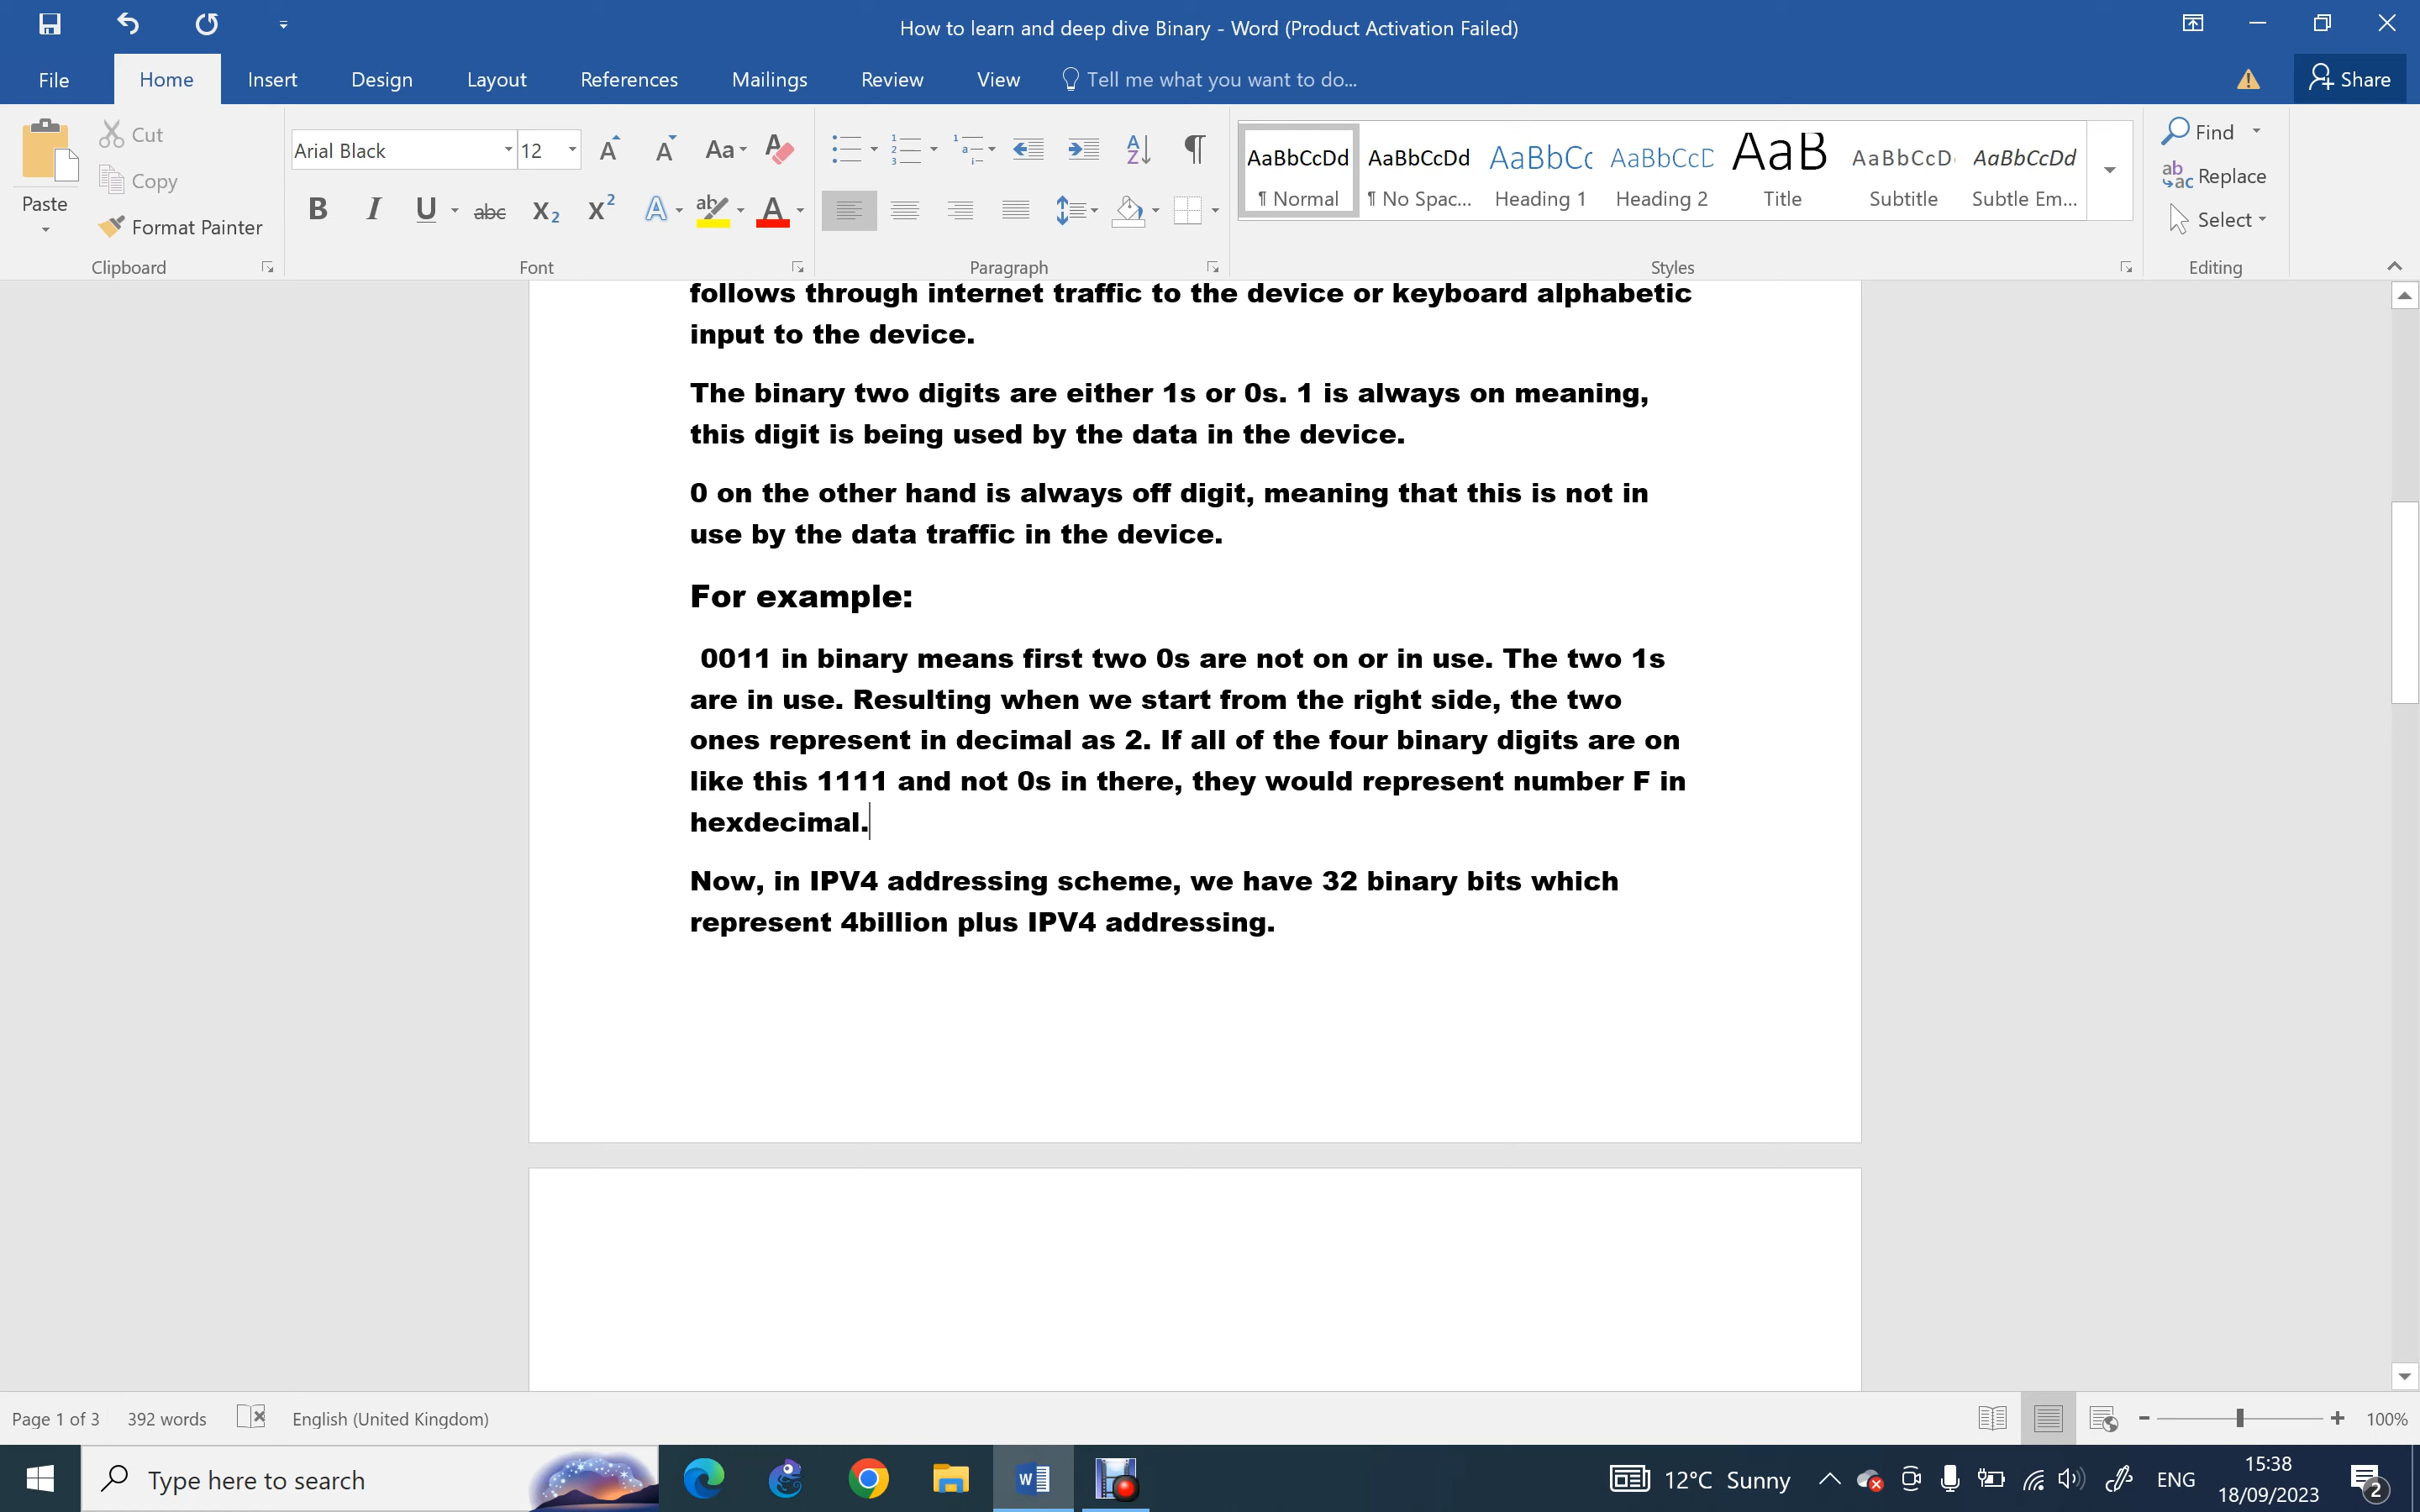 How to learn and deep dive Binary - Word (Product Activation Failed)
File Home Insert Design Layout References Mailings Review View Tell me what you want to do... Share
Paste
Cut
Copy
Format Painter
Clipboard
Arial Black 12
Font
Paragraph
AaBbCcDd AaBbCcDd AaBbCc AaBbCcD AaB AaBbCcD AaBbCcDd
¶ Normal ¶ No Spac... Heading 1 Heading 2 Title Subtitle Subtle Em...
Styles
Find
Replace
Select
Editing
follows through internet traffic to the device or keyboard alphabetic
input to the device.
The binary two digits are either 1s or 0s. 1 is always on meaning,
this digit is being used by the data in the device.
0 on the other hand is always off digit, meaning that this is not in
use by the data traffic in the device.
For example:
0011 in binary means first two 0s are not on or in use. The two 1s
are in use. Resulting when we start from the right side, the two
ones represent in decimal as 2. If all of the four binary digits are on
like this 1111 and not 0s in there, they would represent number F in
hexdecimal.
Now, in IPV4 addressing scheme, we have 32 binary bits which
represent 4billion plus IPV4 addressing.
Page 1 of 3 392 words English (United Kingdom) 100%
Type here to search
12°C Sunny
ENG
15:38
18/09/2023
2